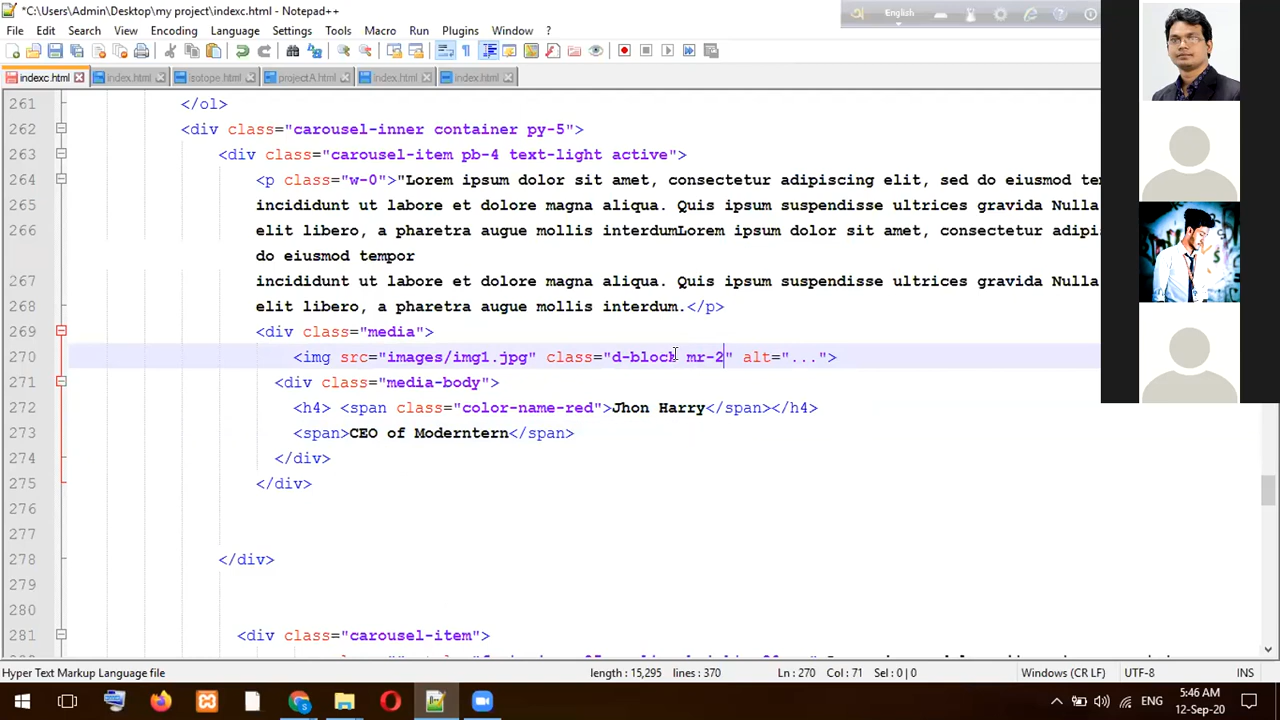 *C:\Users\Admin\Desktop\my project\indexc.html - Notepad++
English
File Edit Search View Encoding Language Settings Tools Macro Run Plugins Window ?
indexc.html index.html isotope.html projectA.html index.html index.html
261 </ol>
262 <div class="carousel-inner container py-5">
263 <div class="carousel-item pb-4 text-light active">
264 <p class="w-0">"Lorem ipsum dolor sit amet, consectetur adipiscing elit, sed do eiusmod tem
265 incididunt ut labore et dolore magna aliqua. Quis ipsum suspendisse ultrices gravida Nulla
266 elit libero, a pharetra augue mollis interdumLorem ipsum dolor sit amet, consectetur adipi
do eiusmod tempor
267 incididunt ut labore et dolore magna aliqua. Quis ipsum suspendisse ultrices gravida Nulla
268 elit libero, a pharetra augue mollis interdum.</p>
269 <div class="media">
270 <img src="images/img1.jpg" class="d-block mr-2" alt="...">
271 <div class="media-body">
272 <h4> <span class="color-name-red">Jhon Harry</span></h4>
273 <span>CEO of Moderntern</span>
274 </div>
275 </div>
276
277
278 </div>
279
280
281 <div class="carousel-item">
Hyper Text Markup Language file length : 15,295 lines : 370 Ln : 270 Col : 71 Sel : 0 | 0 Windows (CR LF) UTF-8 INS
ENG 5:46 AM
12-Sep-20